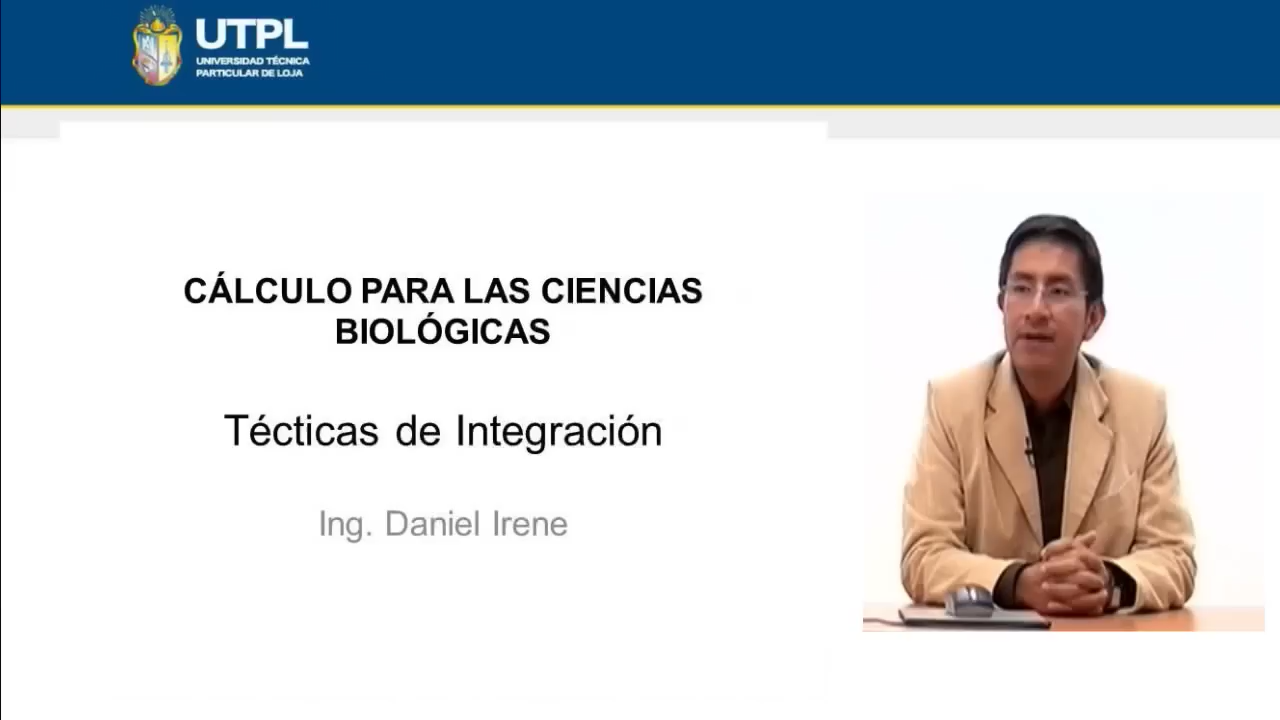 UTPL
UNIVERSIDAD TÉCNICA
PARTICULAR DE LOJA
CÁLCULO PARA LAS CIENCIAS
BIOLÓGICAS
Técticas de Integración
Ing. Daniel Irene